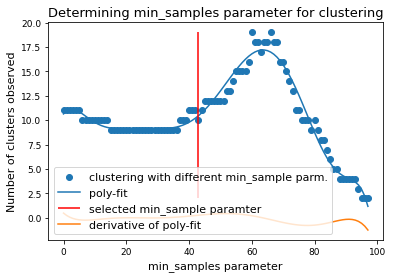 Determining min_samples parameter for clustering
Number of clusters observed
20.0
17.5
15.0
12.5
10.0
7.5
5.0
2.5
0.0
clustering with different min_sample parm.
poly-fit
selected min_sample paramter
derivative of poly-fit
0
20
40
60
80
100
min_samples parameter